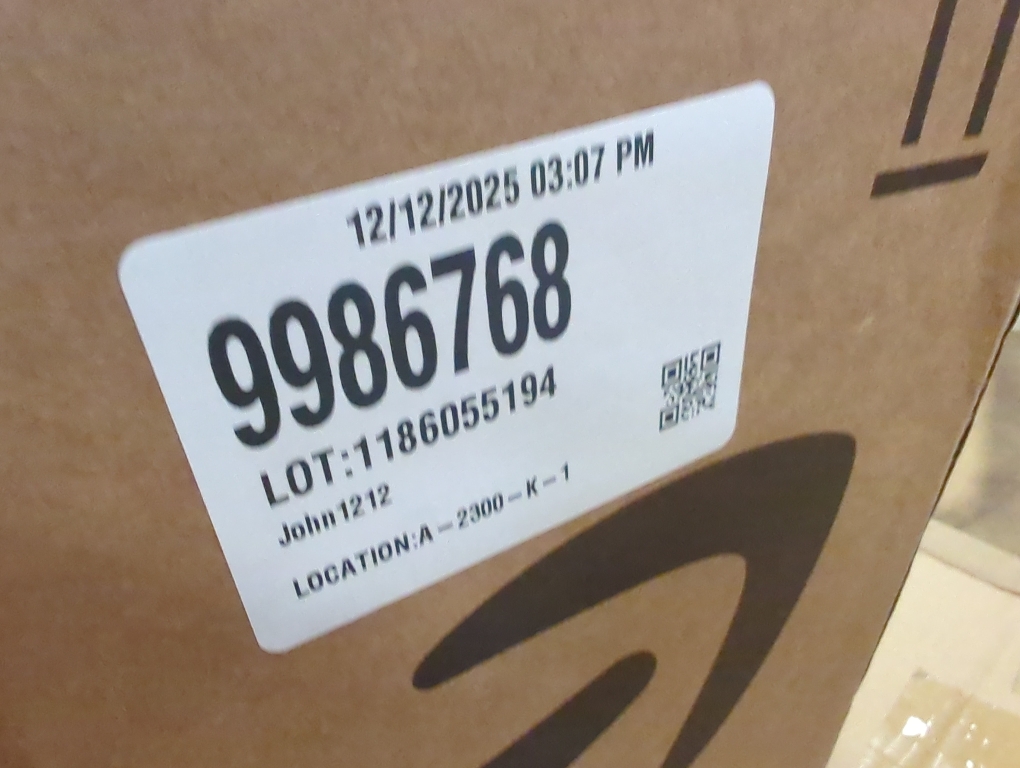 12/12/2025 03:07 PM
9986768
LOT:1186055194
John1212
LOCATION:A-2300-K-1